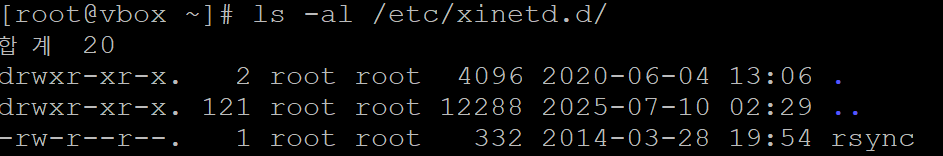 [root@vbox ~]# ls -al /etc/xinetd.d/
합계 20
drwxr-xr-x.   2 root root  4096 2020-06-04 13:06 .
drwxr-xr-x. 121 root root 12288 2025-07-10 02:29 ..
-rw-r--r--.   1 root root   332 2014-03-28 19:54 rsync